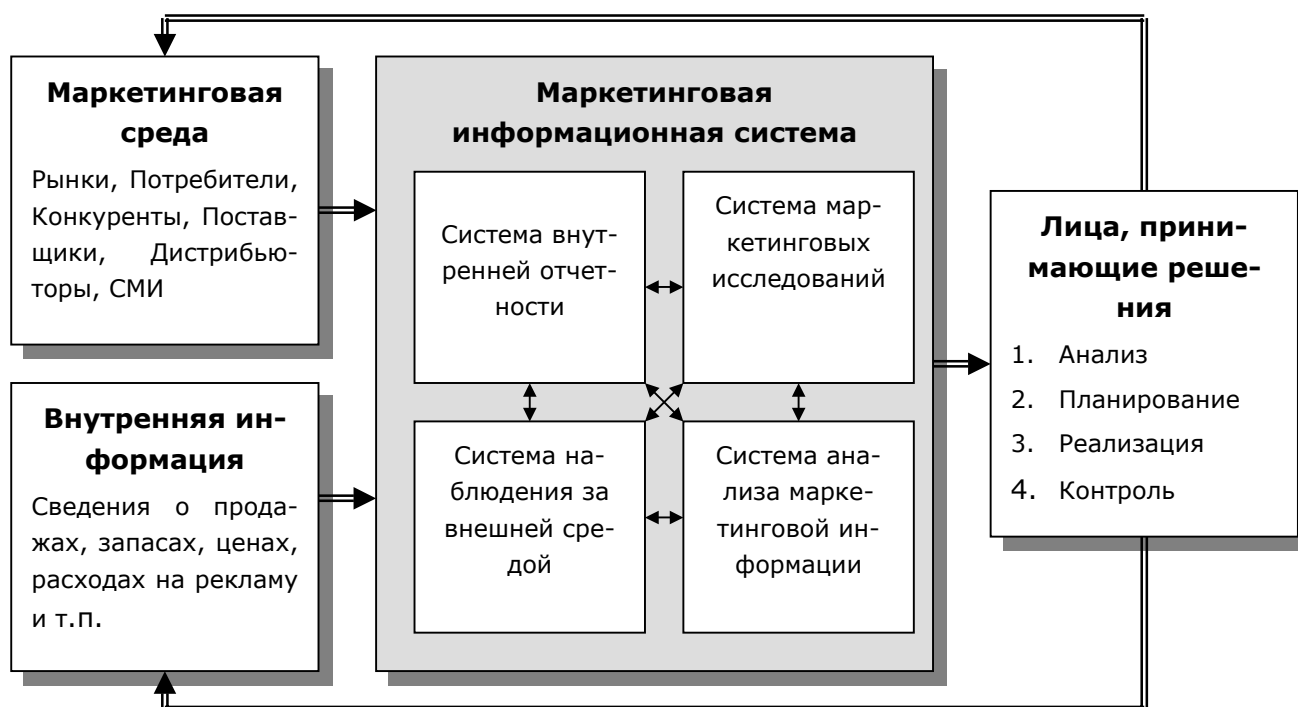 Маркетинговая
среда
Рынки, Потребители,
Конкуренты, Постав-
щики, Дистрибью-
торы, СМИ
Внутренняя ин-
формация
Сведения о прода-
жах, запасах, ценах,
расходах на рекламу
и т.п.
Маркетинговая
информационная система
Система внут-
ренней отчет-
ности
Система мар-
кетинговых
исследований
Система на-
блюдения за
внешней сре-
дой
Система ана-
лиза марке-
тинговой ин-
формации
Лица, прини-
мающие реше-
ния
1. Анализ
2. Планирование
3. Реализация
4. Контроль